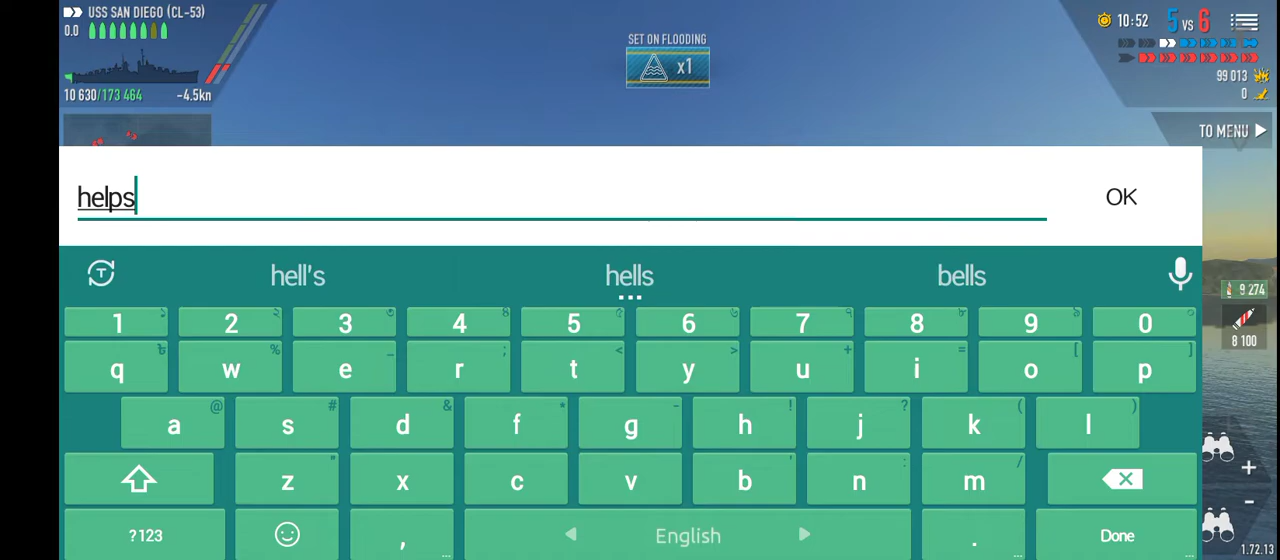 USS SAN DIEGO (CL-53)
0.0
10 630/173 464 -4.5kn
SET ON FLOODING
x1
10:52 5 vs 6
99 013
0
TO MENU
helps
OK
hell's hells bells
1 2 3 4 5 6 7 8 9 0
q w e r t y u i o p
a s d f g h j k l
z x c v b n m
?123 , English . Done
9 274
8 100
+
-
1.72.13